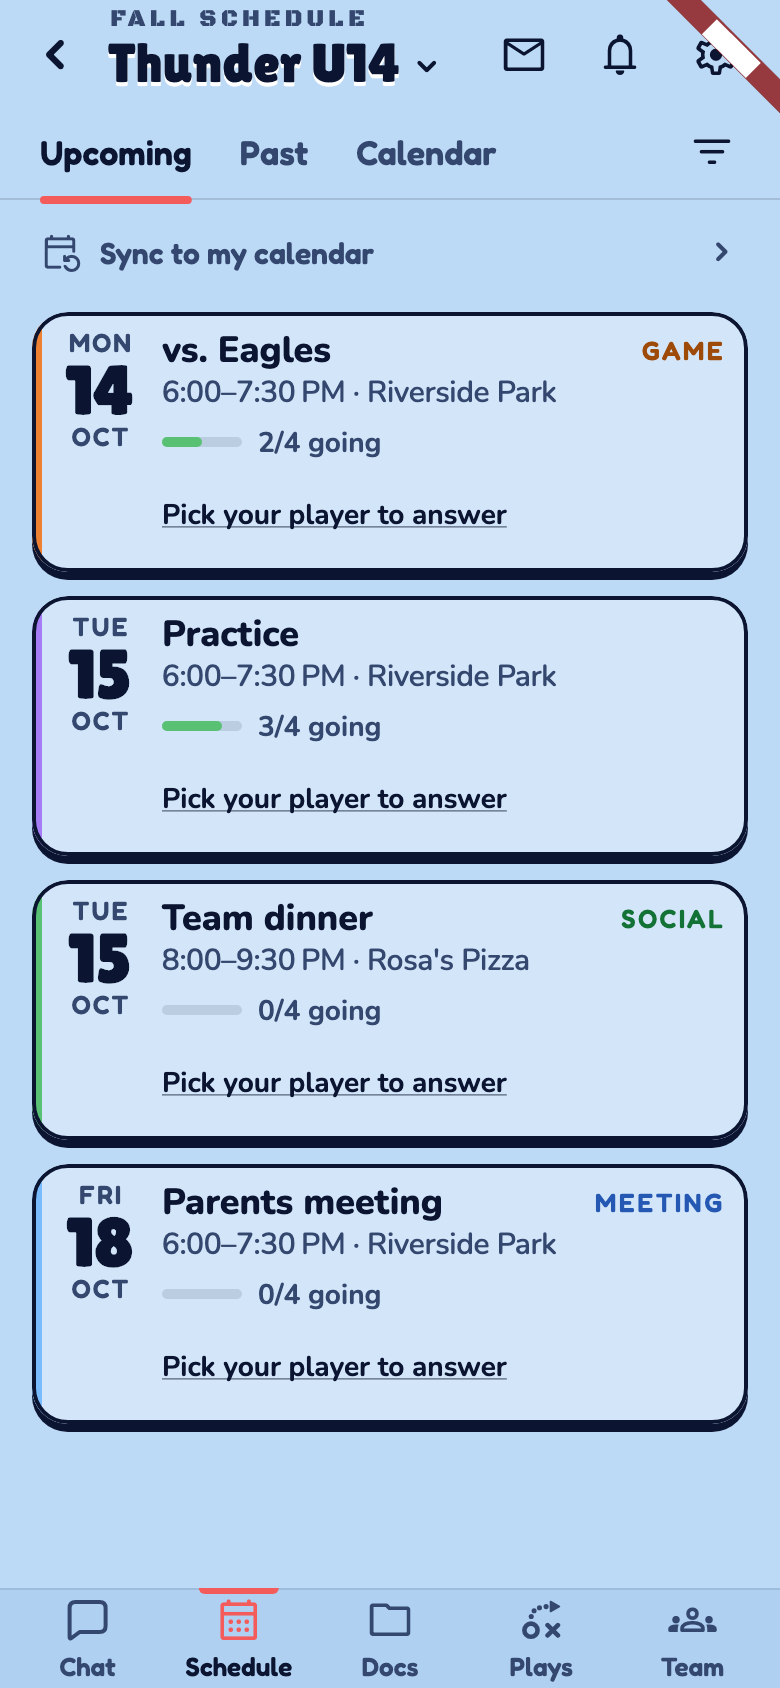 FALL SCHEDULE
Thunder U14
Upcoming
Past
Calendar
Sync to my calendar
MON
14
OCT
vs. Eagles
GAME
6:00–7:30 PM · Riverside Park
2/4 going
Pick your player to answer
TUE
15
OCT
Practice
6:00–7:30 PM · Riverside Park
3/4 going
Pick your player to answer
TUE
15
OCT
Team dinner
SOCIAL
8:00–9:30 PM · Rosa's Pizza
0/4 going
Pick your player to answer
FRI
18
OCT
Parents meeting
MEETING
6:00–7:30 PM · Riverside Park
0/4 going
Pick your player to answer
Chat
Schedule
Docs
Plays
Team